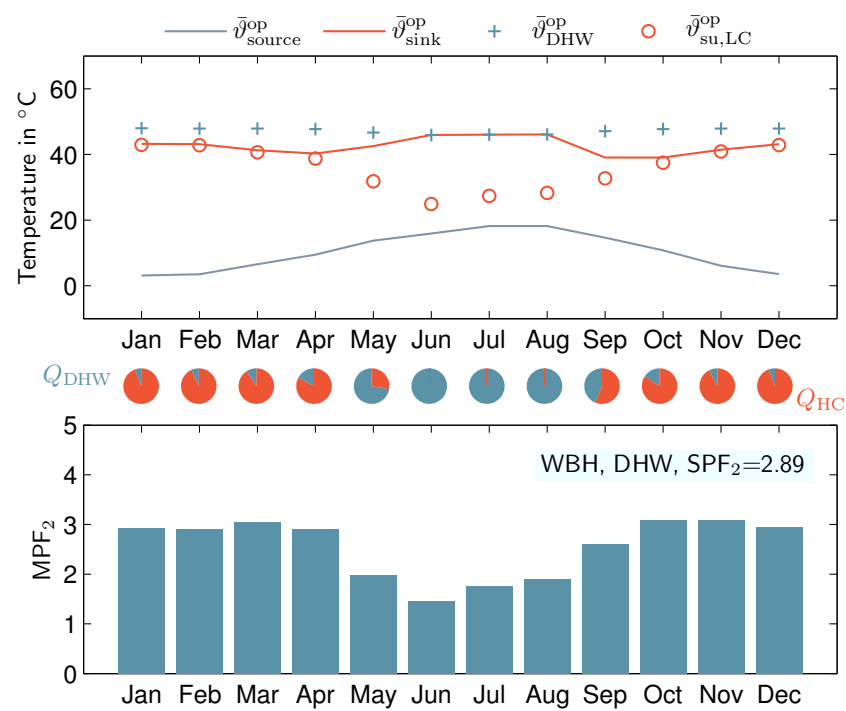 ϑ̄ᵒᵖsource ϑ̄ᵒᵖsink ϑ̄ᵒᵖDHW ϑ̄ᵒᵖsu,LC
Temperature in °C
60
40
20
0
Jan Feb Mar Apr May Jun Jul Aug Sep Oct Nov Dec
Q_DHW
Q_HC
MPF₂
5
4
3
2
1
0
WBH, DHW, SPF₂=2.89
Jan Feb Mar Apr May Jun Jul Aug Sep Oct Nov Dec